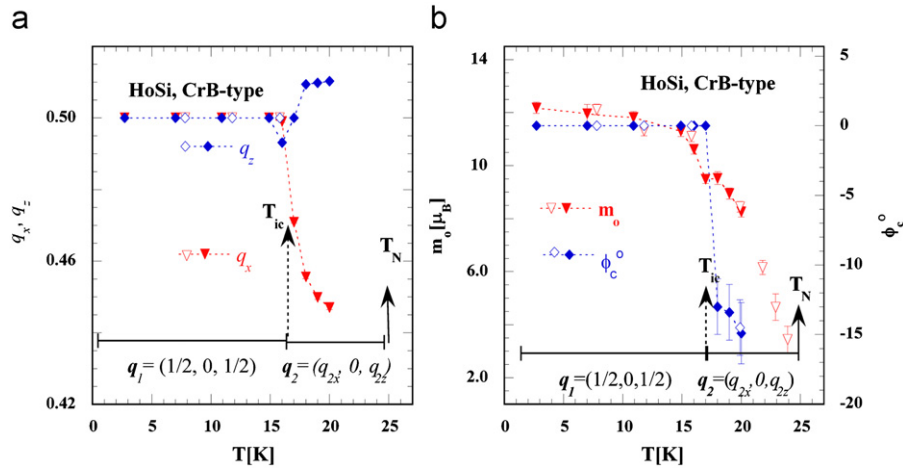 a
HoSi, CrB-type
q_x, q_z
0.50
0.46
0.42
q_z
q_x
T_ic
T_N
q_1= (1/2, 0, 1/2)
q_2= (q_2x, 0, q_2z)
0 5 10 15 20 25 30
T[K]
b
HoSi, CrB-type
m_o[μ_B]
14
10
6.0
2.0
m_o
ϕ_c^o
T_ic
T_N
q_1= (1/2,0,1/2)
q_2= (q_2x,0,q_2z)
0 5 10 15 20 25 30
T[K]
5
0
-5
-10
-15
-20
ϕ_c^o